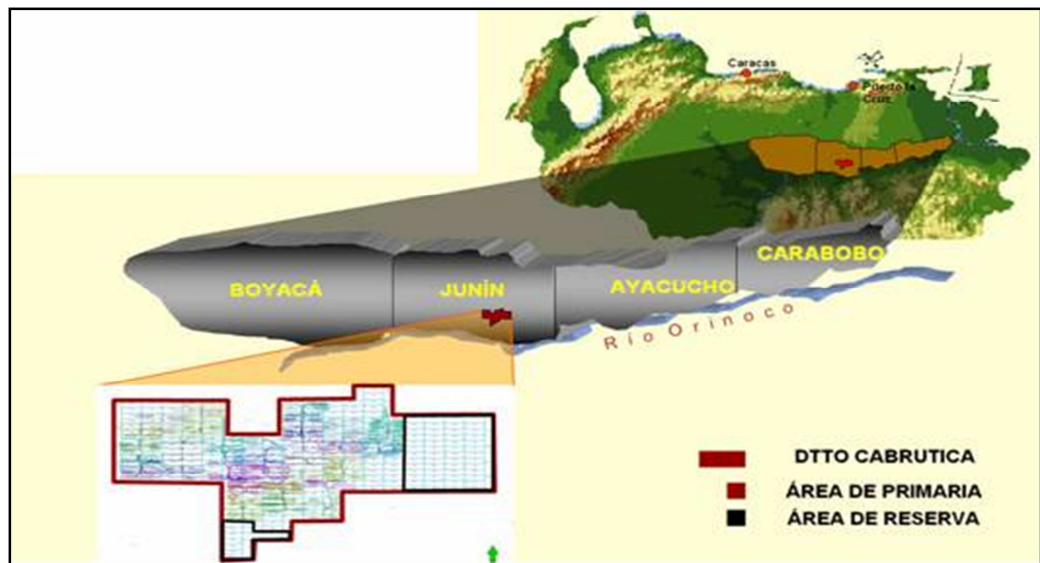 Caracas
Puerto la
Cruz
CARABOBO
AYACUCHO
JUNÍN
BOYACÁ
Río Orinoco
DTTO CABRUTICA
ÁREA DE PRIMARIA
ÁREA DE RESERVA